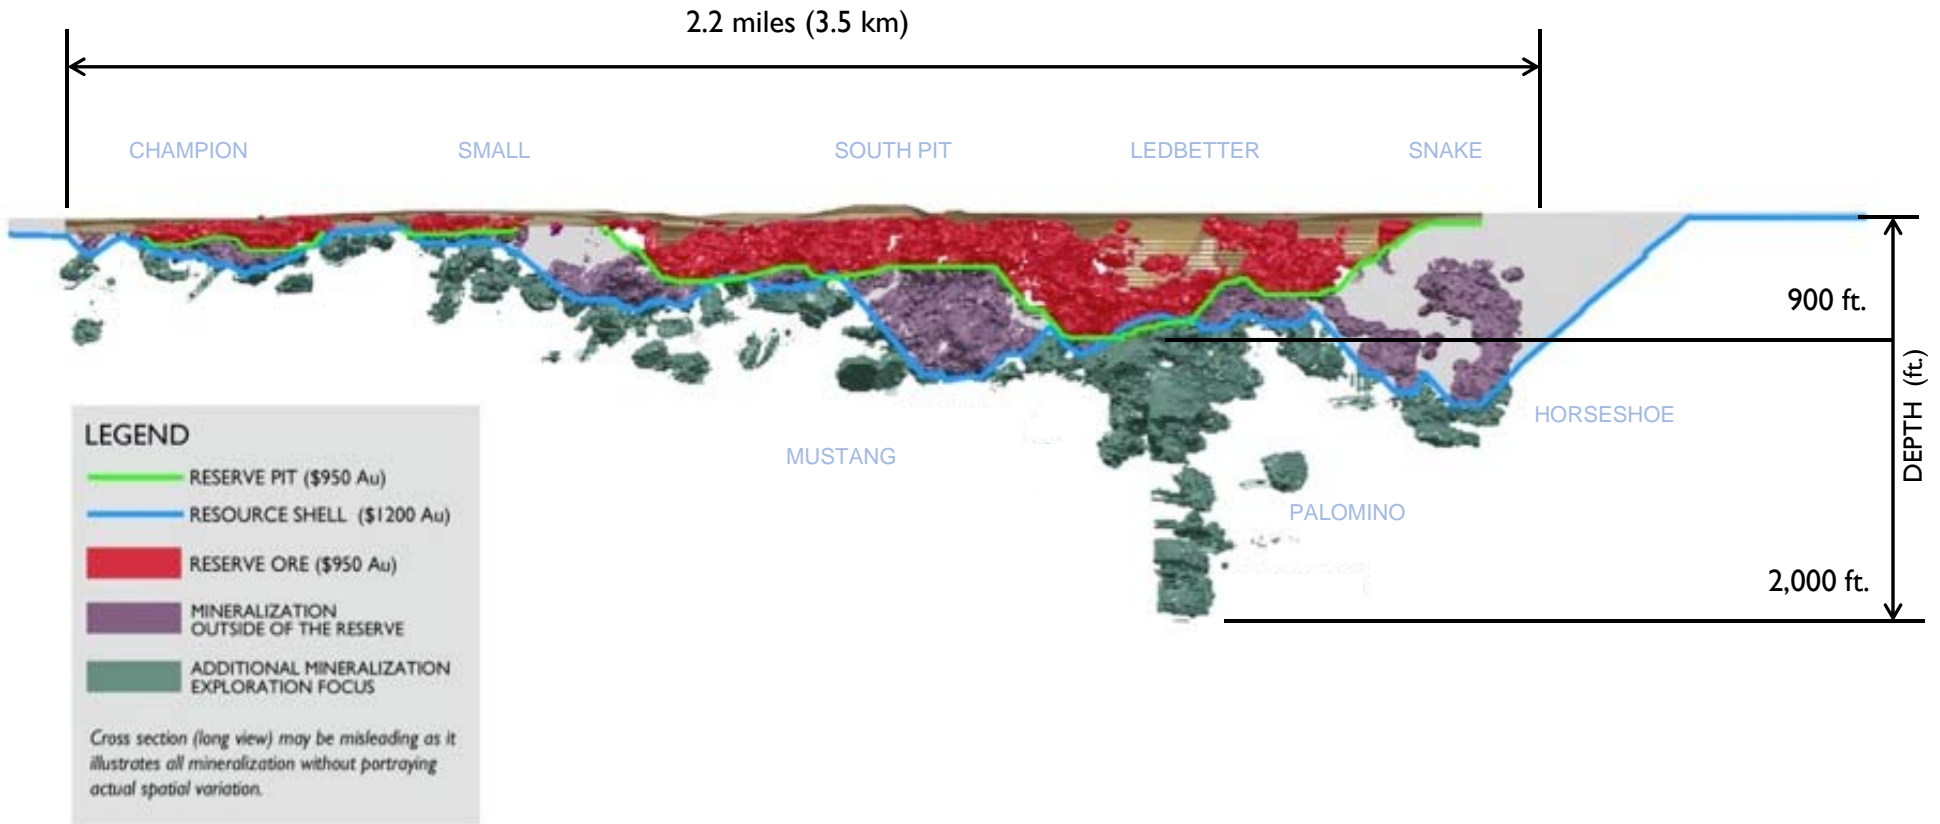 2.2 miles (3.5 km)
CHAMPION
SMALL
SOUTH PIT
LEDBETTER
SNAKE
900 ft.
DEPTH (ft.)
HORSESHOE
MUSTANG
PALOMINO
2,000 ft.
LEGEND
RESERVE PIT ($950 Au)
RESOURCE SHELL ($1200 Au)
RESERVE ORE ($950 Au)
MINERALIZATION
OUTSIDE OF THE RESERVE
ADDITIONAL MINERALIZATION
EXPLORATION FOCUS
Cross section (long view) may be misleading as it
illustrates all mineralization without portraying
actual spatial variation.